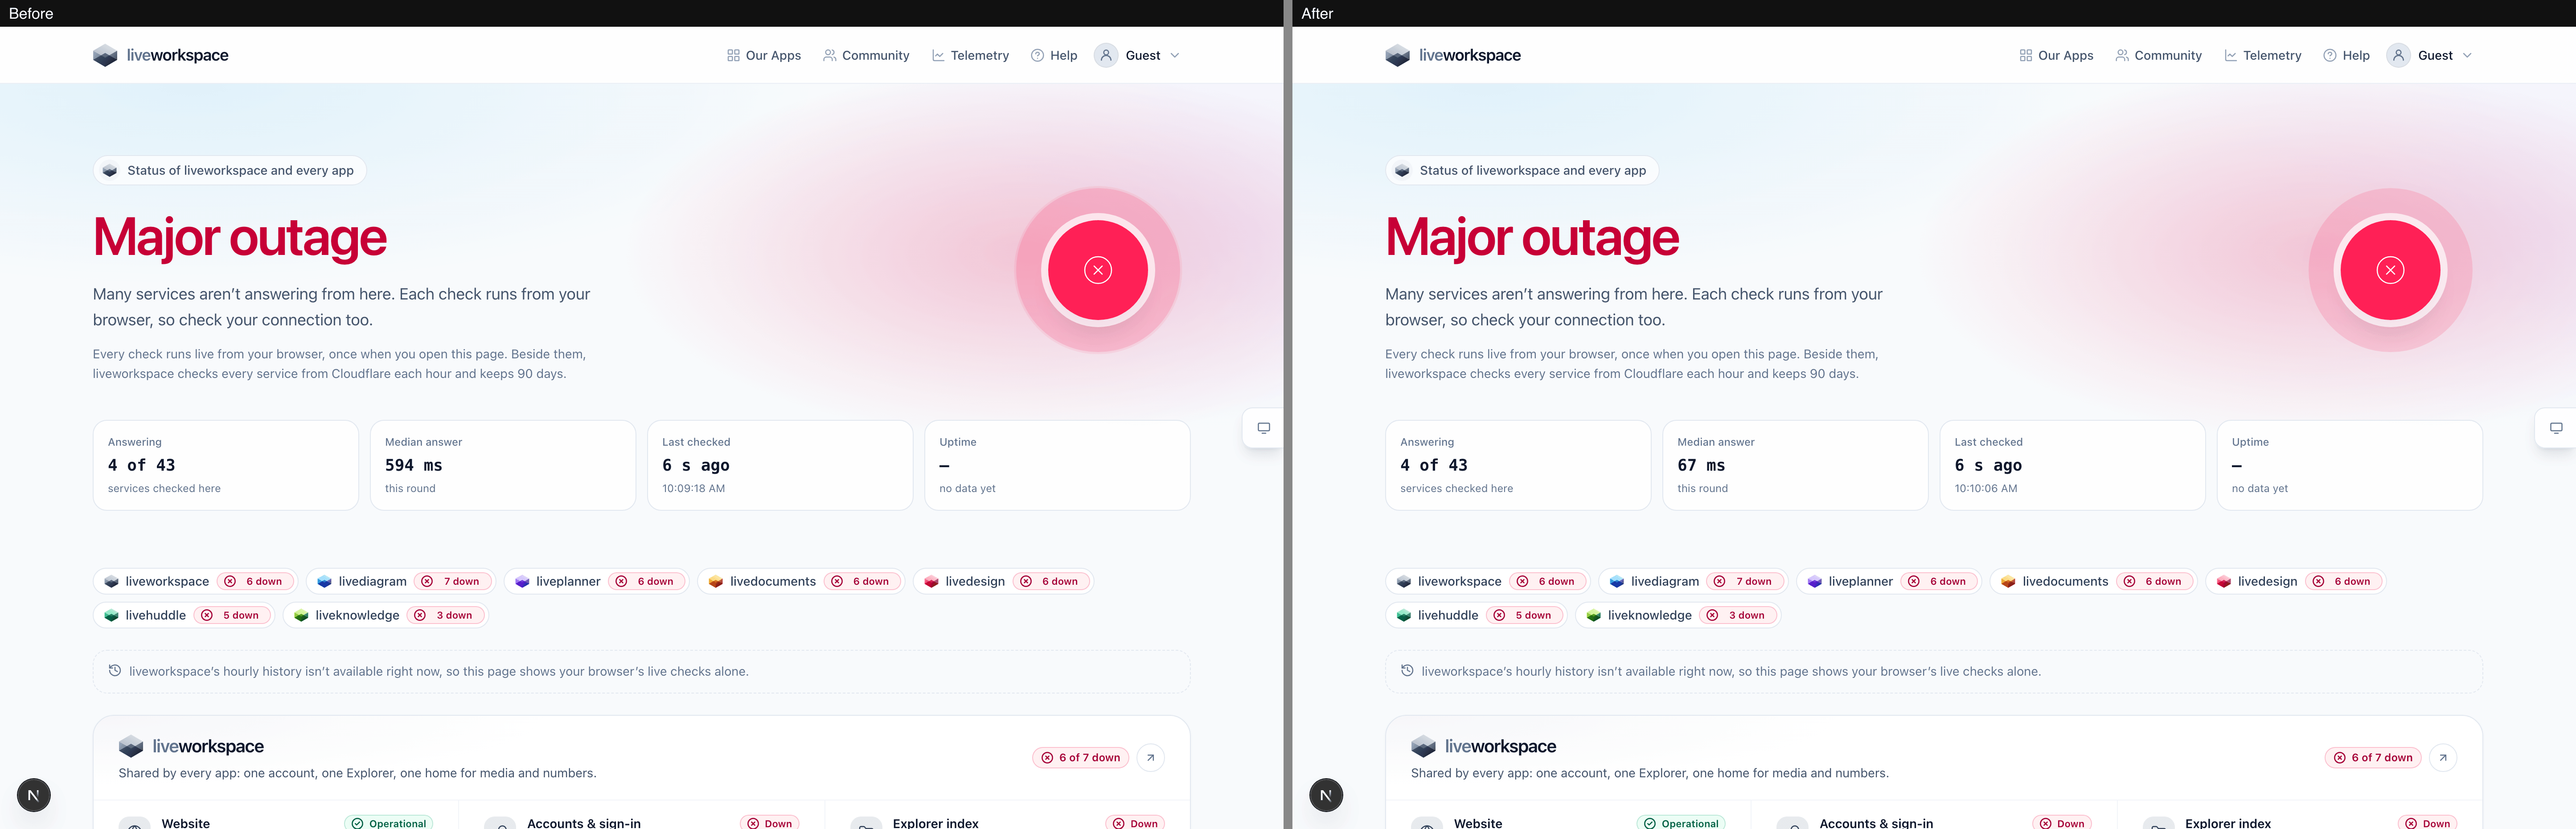 Before
liveworkspace
Our Apps Community Telemetry Help Guest
Status of liveworkspace and every app
Major outage
Many services aren’t answering from here. Each check runs from your
browser, so check your connection too.
Every check runs live from your browser, once when you open this page. Beside them,
liveworkspace checks every service from Cloudflare each hour and keeps 90 days.
Answering Median answer Last checked Uptime
4 of 43 594 ms 6 s ago –
services checked here this round 10:09:18 AM no data yet
liveworkspace 6 down livediagram 7 down liveplanner 6 down livedocuments 6 down livedesign 6 down
livehuddle 5 down liveknowledge 3 down
liveworkspace’s hourly history isn’t available right now, so this page shows your browser’s live checks alone.
liveworkspace
6 of 7 down
Shared by every app: one account, one Explorer, one home for media and numbers.
N
Website Operational Accounts & sign-in Down Explorer index Down
After
liveworkspace
Our Apps Community Telemetry Help Guest
Status of liveworkspace and every app
Major outage
Many services aren’t answering from here. Each check runs from your
browser, so check your connection too.
Every check runs live from your browser, once when you open this page. Beside them,
liveworkspace checks every service from Cloudflare each hour and keeps 90 days.
Answering Median answer Last checked Uptime
4 of 43 67 ms 6 s ago –
services checked here this round 10:10:06 AM no data yet
liveworkspace 6 down livediagram 7 down liveplanner 6 down livedocuments 6 down livedesign 6 down
livehuddle 5 down liveknowledge 3 down
liveworkspace’s hourly history isn’t available right now, so this page shows your browser’s live checks alone.
liveworkspace
6 of 7 down
Shared by every app: one account, one Explorer, one home for media and numbers.
N
Website Operational Accounts & sign-in Down Explorer index Down